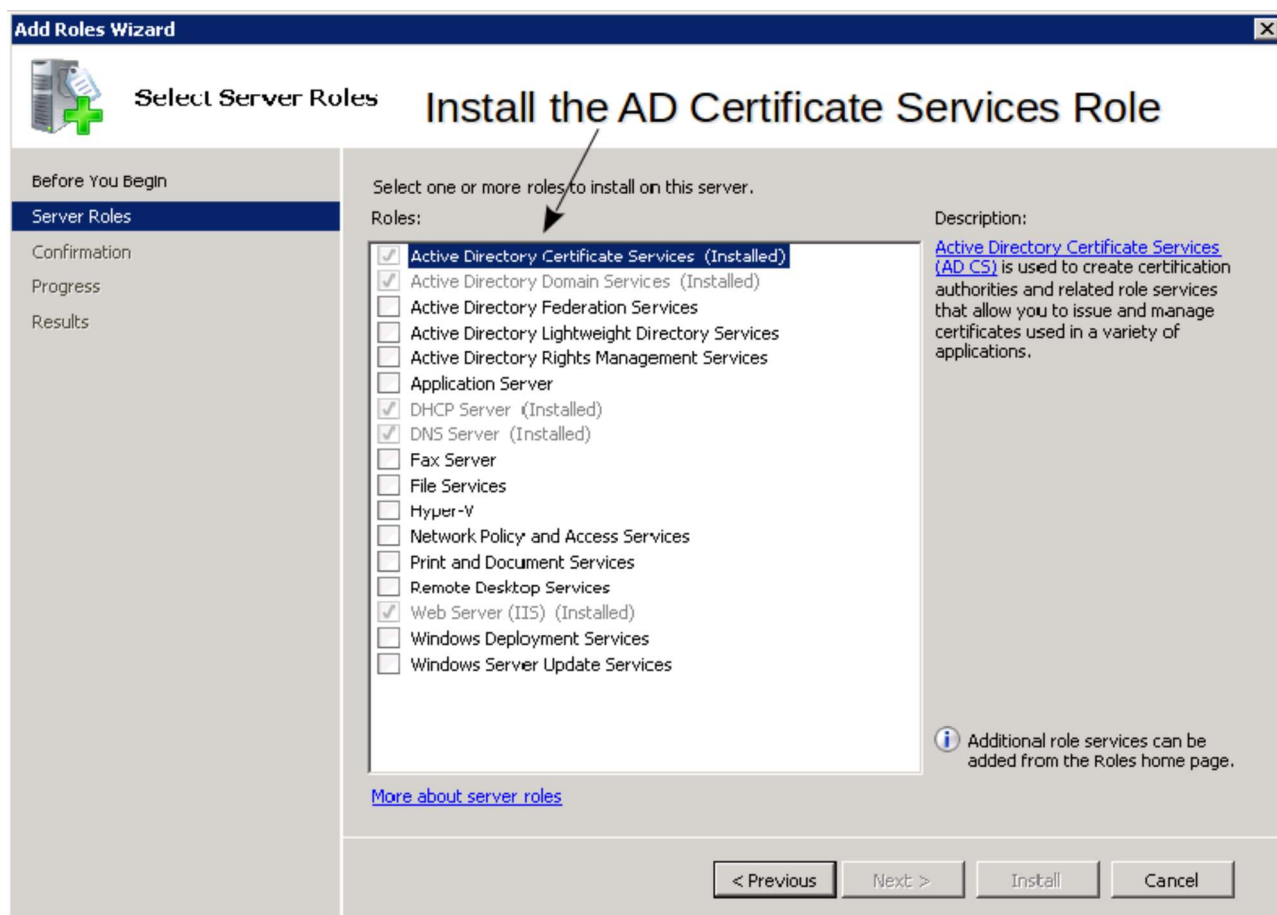 Add Roles Wizard
Select Server Roles
Install the AD Certificate Services Role
Before You Begin
Server Roles
Confirmation
Progress
Results
Select one or more roles to install on this server.
Roles:
Active Directory Certificate Services (Installed)
Active Directory Domain Services (Installed)
Active Directory Federation Services
Active Directory Lightweight Directory Services
Active Directory Rights Management Services
Application Server
DHCP Server (Installed)
DNS Server (Installed)
Fax Server
File Services
Hyper-V
Network Policy and Access Services
Print and Document Services
Remote Desktop Services
Web Server (IIS) (Installed)
Windows Deployment Services
Windows Server Update Services
More about server roles
Description:
Active Directory Certificate Services
(AD CS) is used to create certification
authorities and related role services
that allow you to issue and manage
certificates used in a variety of
applications.
Additional role services can be
added from the Roles home page.
< Previous
Next >
Install
Cancel